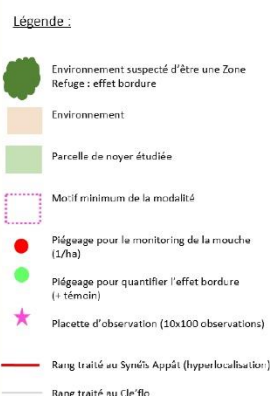 Légende :
Environnement suspecté d'être une Zone
Refuge : effet bordure
Environnement
Parcelle de noyer étudiée
Motif minimum de la modalité
Piégeage pour le monitoring de la mouche
(1/ha)
Piégeage pour quantifier l'effet bordure
(+ témoin)
Placette d'observation (10x100 observations)
Rang traité au Synéis Appât (hyperlocalisation)
Rang traité au Cle'flo